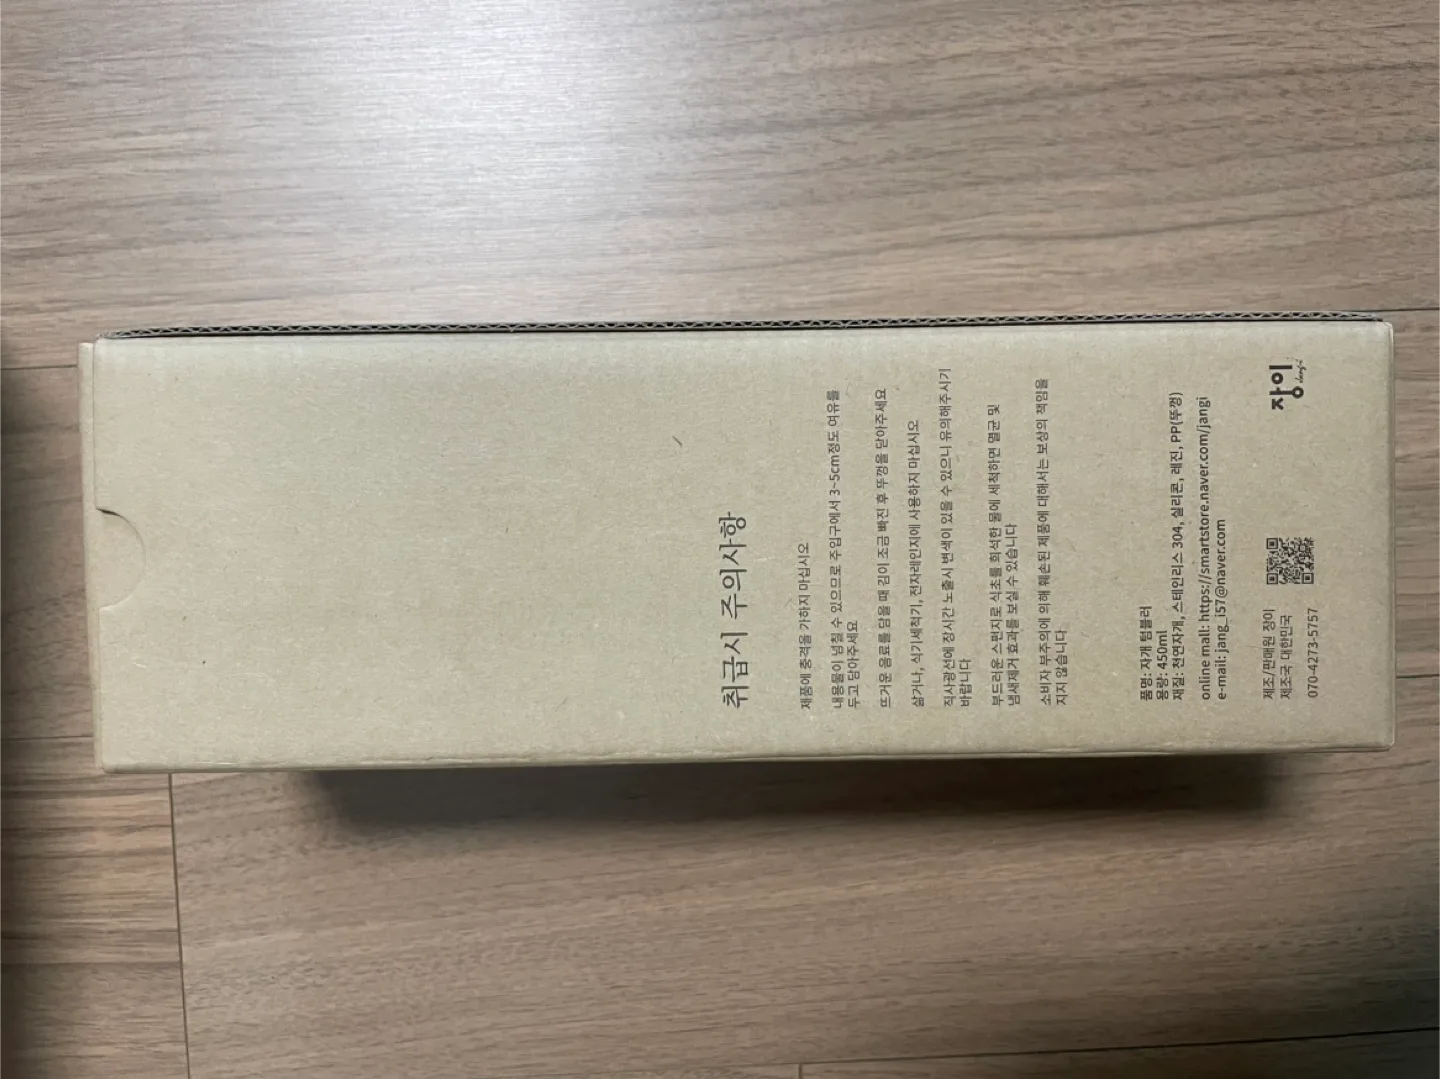 취급시 주의사항
제품에 충격을 가하지 마십시오
내용물이 넘칠 수 있으므로 주입구에서 3~5cm정도 여유를
두고 담아주세요
뜨거운 음료를 담을 때 김이 조금 빠진 후 뚜껑을 닫아주세요
삶거나, 식기세척기, 전자레인지에 사용하지 마십시오
직사광선에 장시간 노출시 변색이 있을 수 있으니 유의해주시기
바랍니다
부드러운 스펀지로 식초를 희석한 물에 세척하면 멸균 및
냄새제거 효과를 보실 수 있습니다
소비자 부주의에 의해 훼손된 제품에 대해서는 보상의 책임을
지지 않습니다
품명: 자개 텀블러
용량: 450ml
재질: 천연자개, 스테인리스 304, 실리콘, 레진, PP(뚜껑)
online mall: https://smartstore.naver.com/jangi
e-mail: jang_i57@naver.com
제조/판매원 장이
제조국 대한민국
070-4273-5757
장이